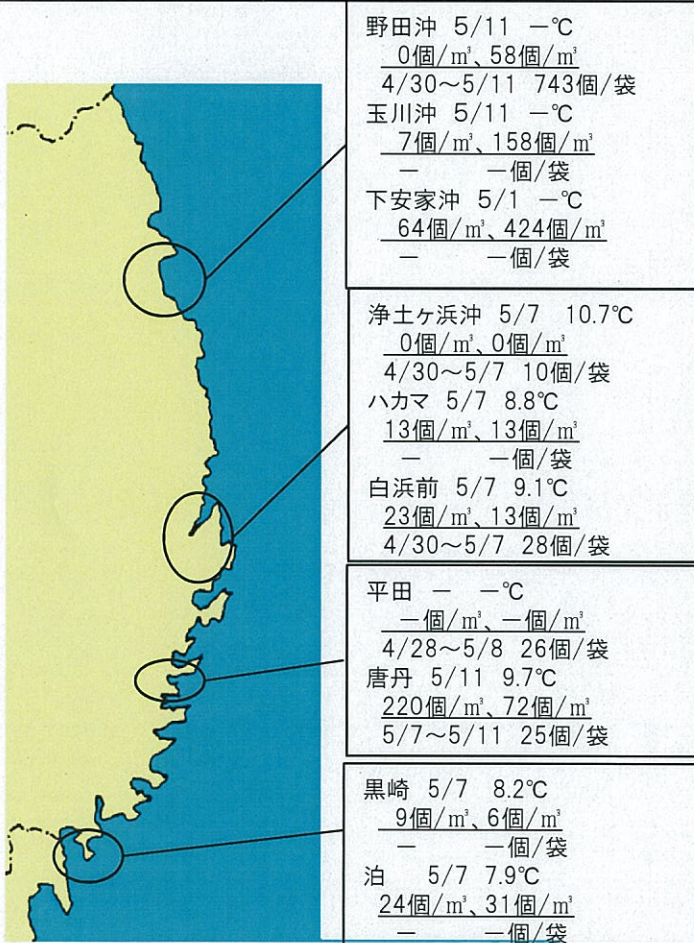 野田沖 5/11 －℃
0個/㎥、58個/㎥
4/30～5/11 743個/袋
玉川沖 5/11 －℃
7個/㎥、158個/㎥
－ －個/袋
下安家沖 5/1 －℃
64個/㎥、424個/㎥
－ －個/袋
浄土ヶ浜沖 5/7 10.7℃
0個/㎥、0個/㎥
4/30～5/7 10個/袋
ハカマ 5/7 8.8℃
13個/㎥、13個/㎥
－ －個/袋
白浜前 5/7 9.1℃
23個/㎥、13個/㎥
4/30～5/7 28個/袋
平田 － －℃
－個/㎥、－個/㎥
4/28～5/8 26個/袋
唐丹 5/11 9.7℃
220個/㎥、72個/㎥
5/7～5/11 25個/袋
黒崎 5/7 8.2℃
9個/㎥、6個/㎥
－ －個/袋
泊 5/7 7.9℃
24個/㎥、31個/㎥
－ －個/袋